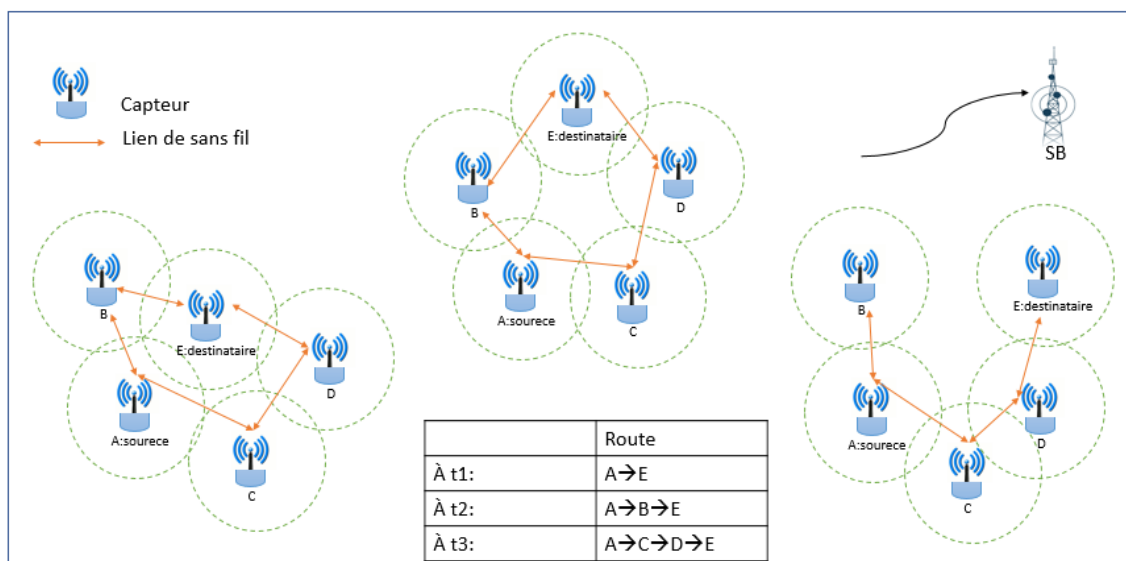 Capteur
Lien de sans fil
SB
E:destinataire
B
D
A:sourece
C
B
E:destinataire
D
A:sourece
C
B
E:destinataire
A:sourece
D
C
Route
À t1: A→E
À t2: A→B→E
À t3: A→C→D→E